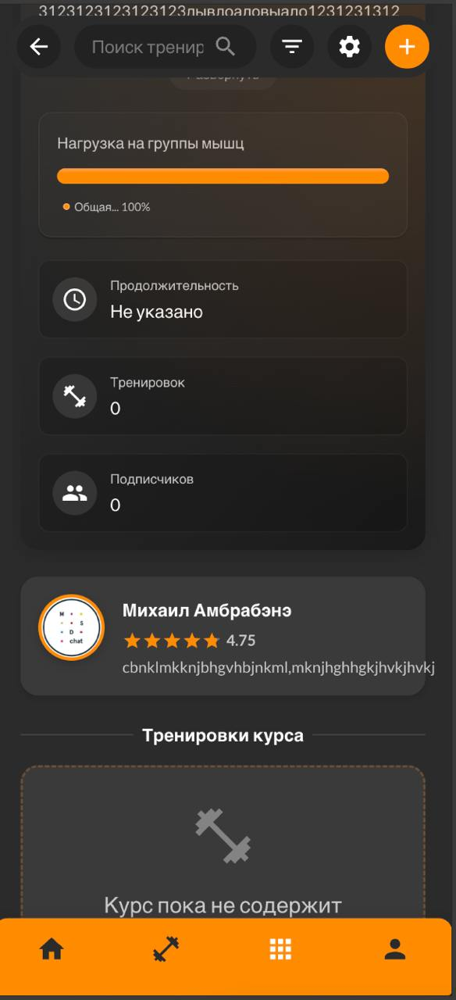 3123123123123123лывлоаловыало1231231312
Поиск тренир
Развернуть
Нагрузка на группы мышц
Общая... 100%
Продолжительность
Не указано
Тренировок
0
Подписчиков
0
M
S
D
chat
Михаил Амбрабэнэ
4.75
cbnklmkknjbhgvhbjnkml,mknjhghhgkjhvkjhvkj
Тренировки курса
Курс пока не содержит